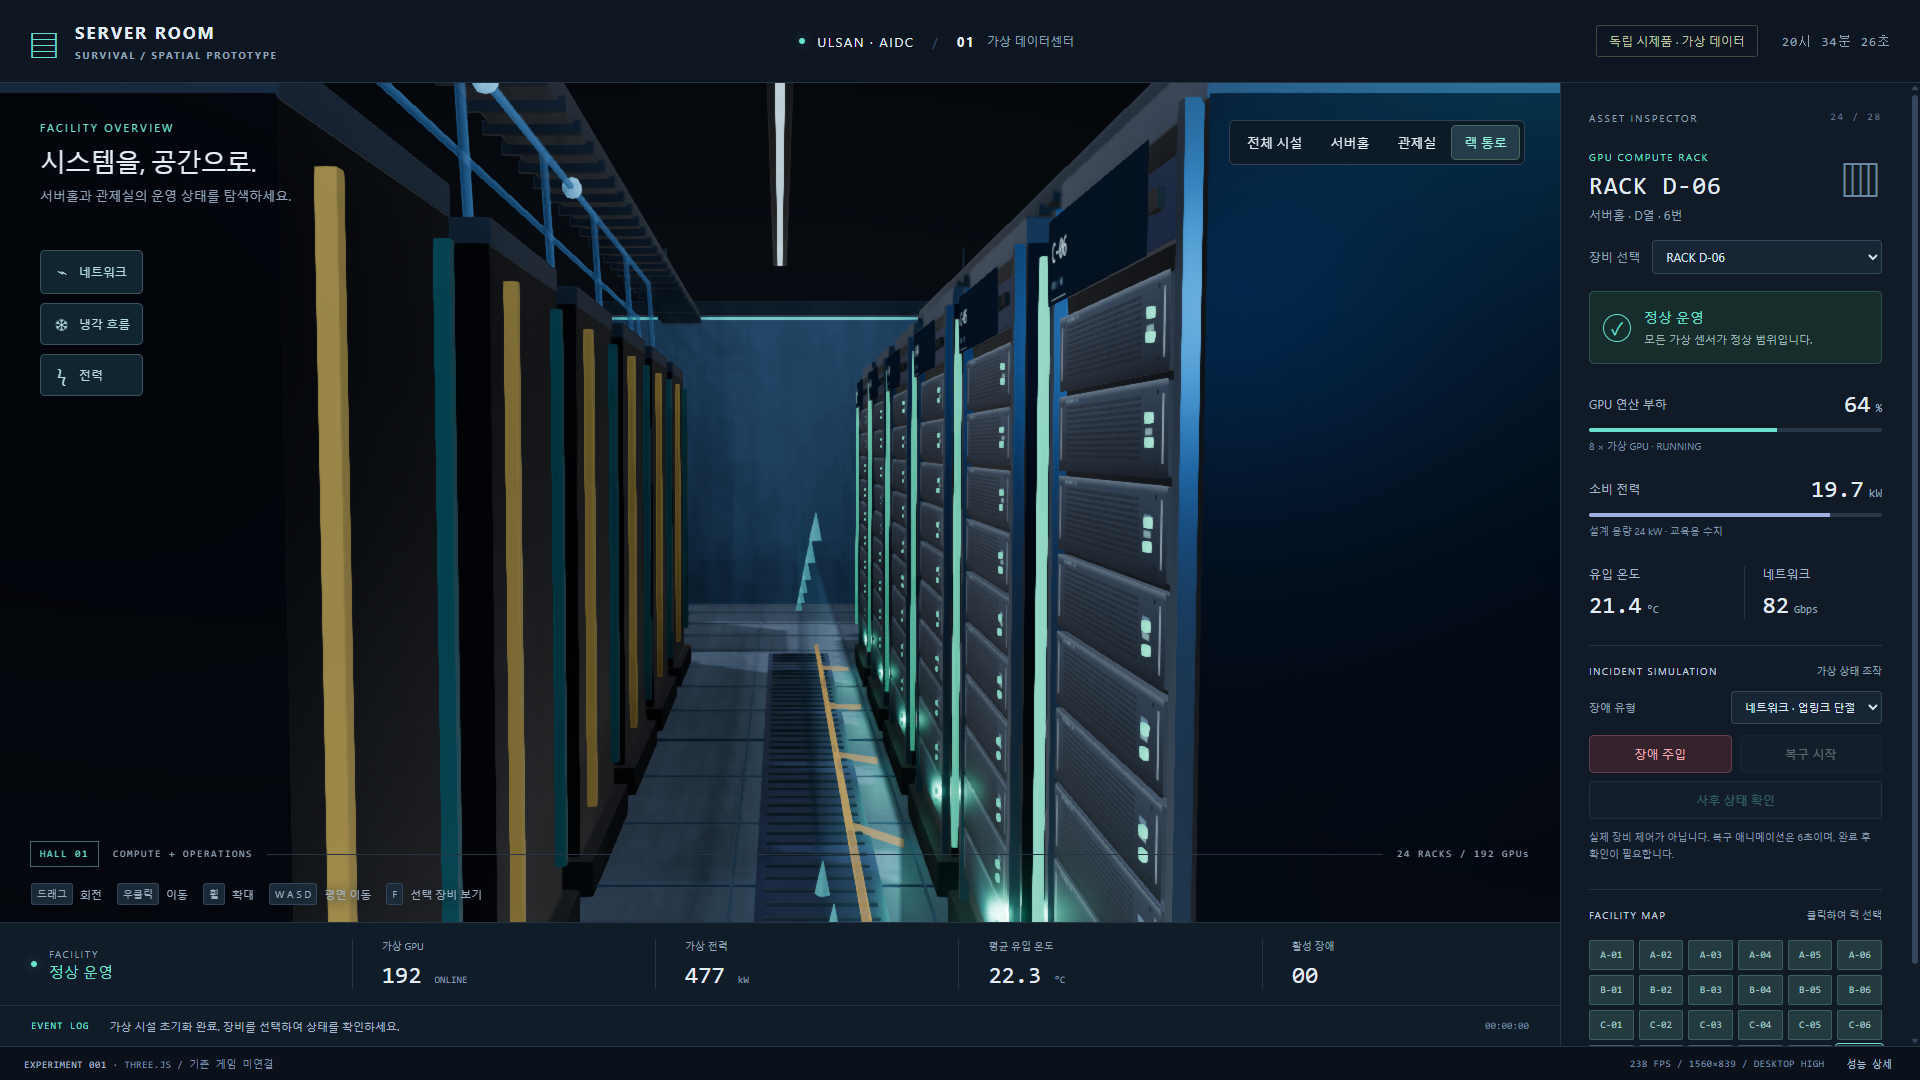 SERVER ROOM
SURVIVAL / SPATIAL PROTOTYPE
ULSAN · AIDC / 01 가상 데이터센터
독립 시제품 · 가상 데이터
20시 34분 26초
FACILITY OVERVIEW
시스템을, 공간으로.
서버홀과 관제실의 운영 상태를 탐색하세요.
네트워크
냉각 흐름
전력
전체 시설 서버홀 관제실 랙 통로
C-06
HALL 01 COMPUTE + OPERATIONS
24 RACKS / 192 GPUs
드래그 회전 우클릭 이동 휠 확대 WASD 평면 이동 F 선택 장비 보기
FACILITY
정상 운영
가상 GPU
192 ONLINE
가상 전력
477 kW
평균 유입 온도
22.3 °C
활성 장애
00
EVENT LOG 가상 시설 초기화 완료. 장비를 선택하여 상태를 확인하세요.
00:00:00
ASSET INSPECTOR 24 / 28
GPU COMPUTE RACK
RACK D-06
서버홀 · D열 · 6번
장비 선택 RACK D-06
정상 운영
모든 가상 센서가 정상 범위입니다.
GPU 연산 부하 64 %
8 × 가상 GPU · RUNNING
소비 전력 19.7 kW
설계 용량 24 kW · 교육용 수치
유입 온도
21.4 °C
네트워크
82 Gbps
INCIDENT SIMULATION 가상 상태 조작
장애 유형 네트워크 · 업링크 단절
장애 주입 복구 시작
사후 상태 확인
실제 장비 제어가 아닙니다. 복구 애니메이션은 6초이며, 완료 후
확인이 필요합니다.
FACILITY MAP 클릭하여 랙 선택
A-01 A-02 A-03 A-04 A-05 A-06
B-01 B-02 B-03 B-04 B-05 B-06
C-01 C-02 C-03 C-04 C-05 C-06
EXPERIMENT 001 · THREE.JS / 기존 게임 미연결
238 FPS / 1560×839 / DESKTOP HIGH 성능 상세